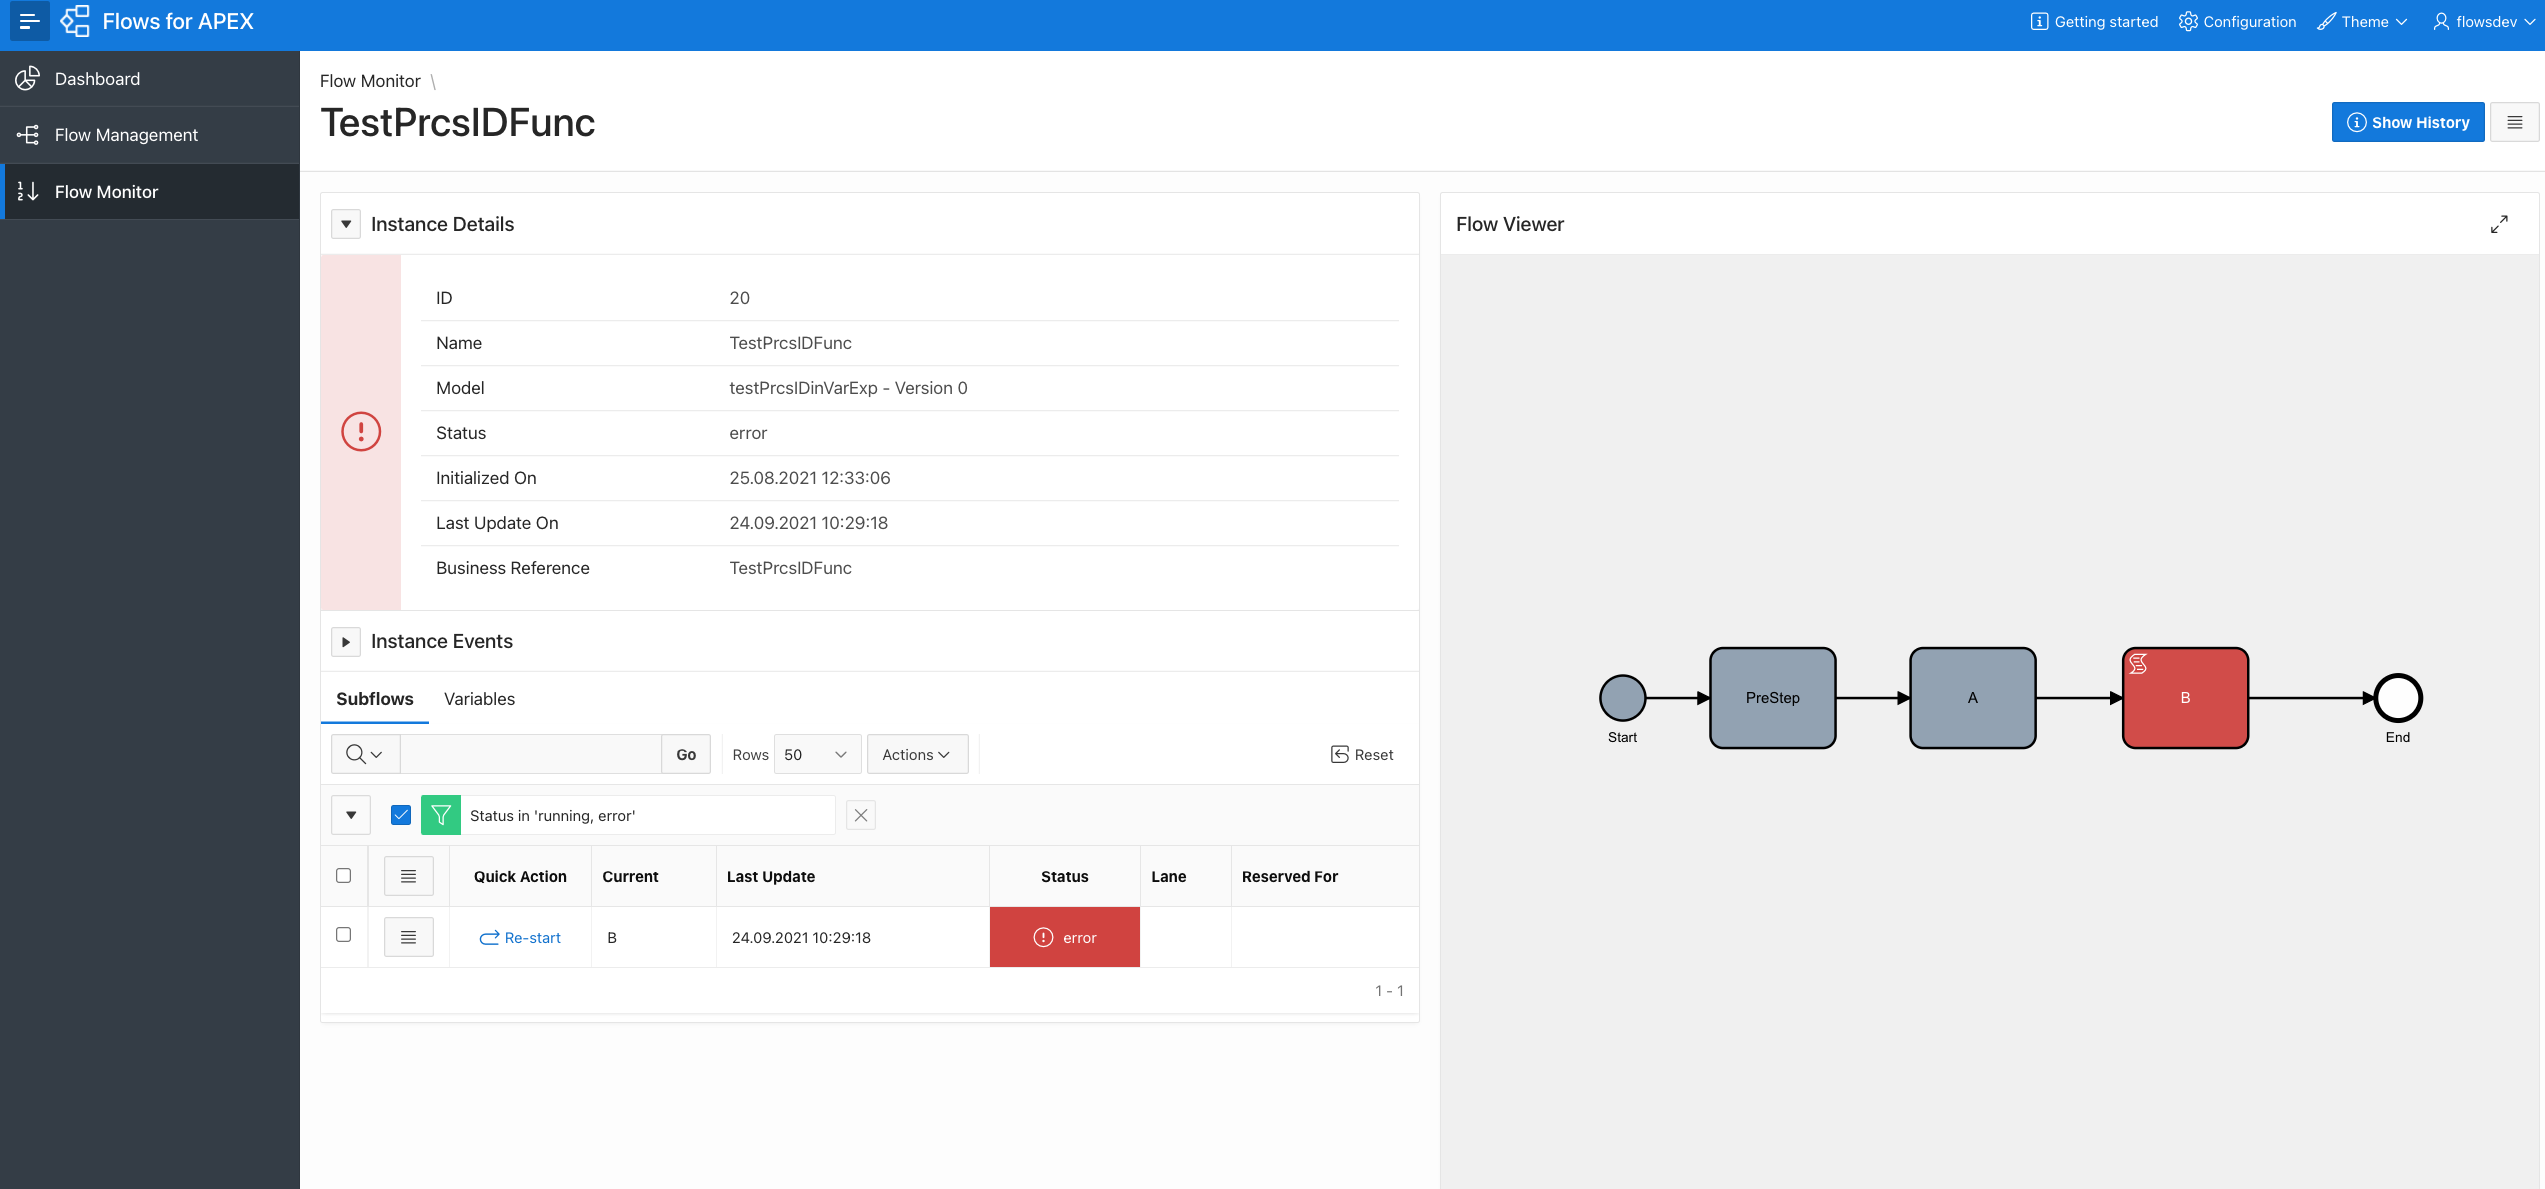 Flows for APEX
Getting started
Configuration
Theme
flowsdev
Dashboard
Flow Management
Flow Monitor
Flow Monitor \
TestPrcsIDFunc
Show History
Instance Details
ID 20
Name TestPrcsIDFunc
Model testPrcsIDinVarExp - Version 0
Status error
Initialized On 25.08.2021 12:33:06
Last Update On 24.09.2021 10:29:18
Business Reference TestPrcsIDFunc
Instance Events
Subflows Variables
Go Rows 50 Actions Reset
Status in 'running, error'
Quick Action Current Last Update Status Lane Reserved For
Re-start B 24.09.2021 10:29:18 error
1 - 1
Flow Viewer
PreStep
A
B
Start
End